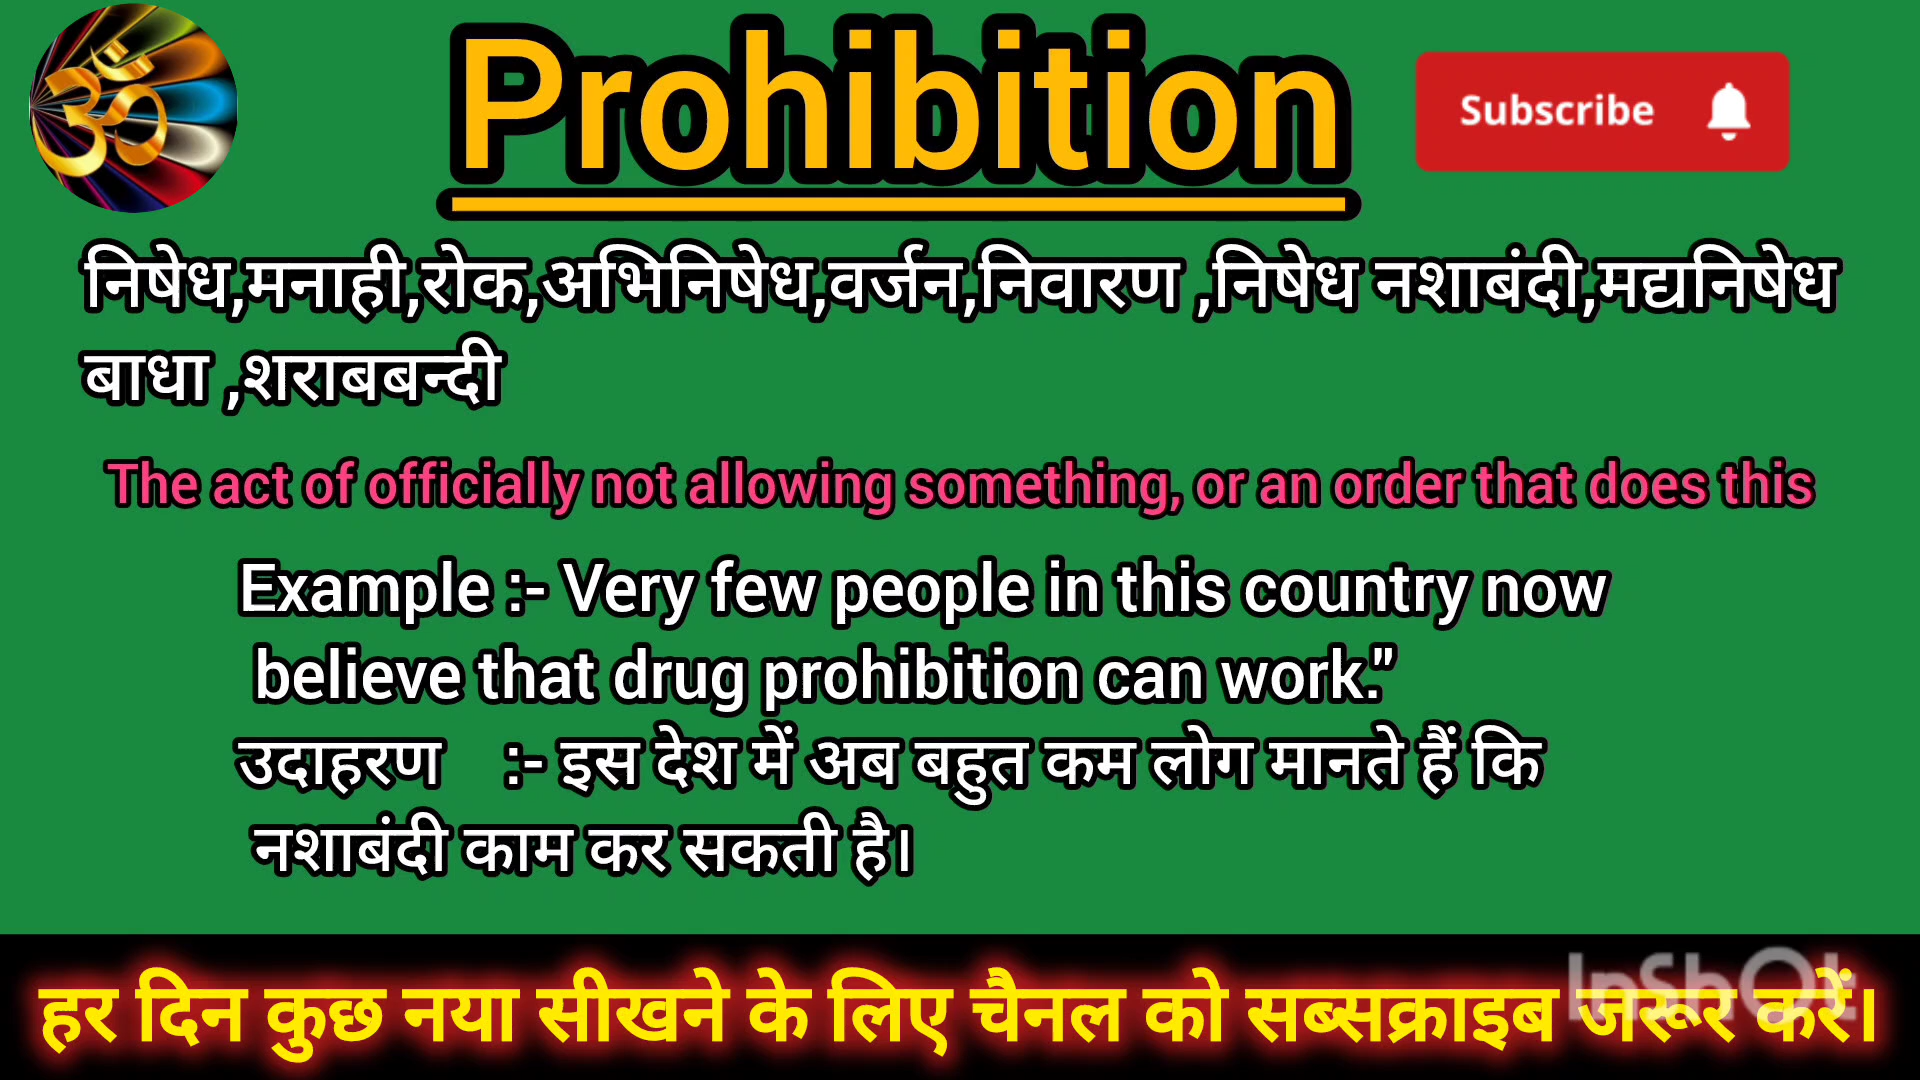 ॐ
Prohibition
Subscribe
निषेध,मनाही,रोक,अभिनिषेध,वर्जन,निवारण ,निषेध नशाबंदी,मद्यनिषेध
बाधा ,शराबबन्दी
The act of officially not allowing something, or an order that does this
Example :- Very few people in this country now
believe that drug prohibition can work."
उदाहरण :- इस देश में अब बहुत कम लोग मानते हैं कि
नशाबंदी काम कर सकती है।
हर दिन कुछ नया सीखने के लिए चैनल को सब्सक्राइब जरूर करें।
InShOt